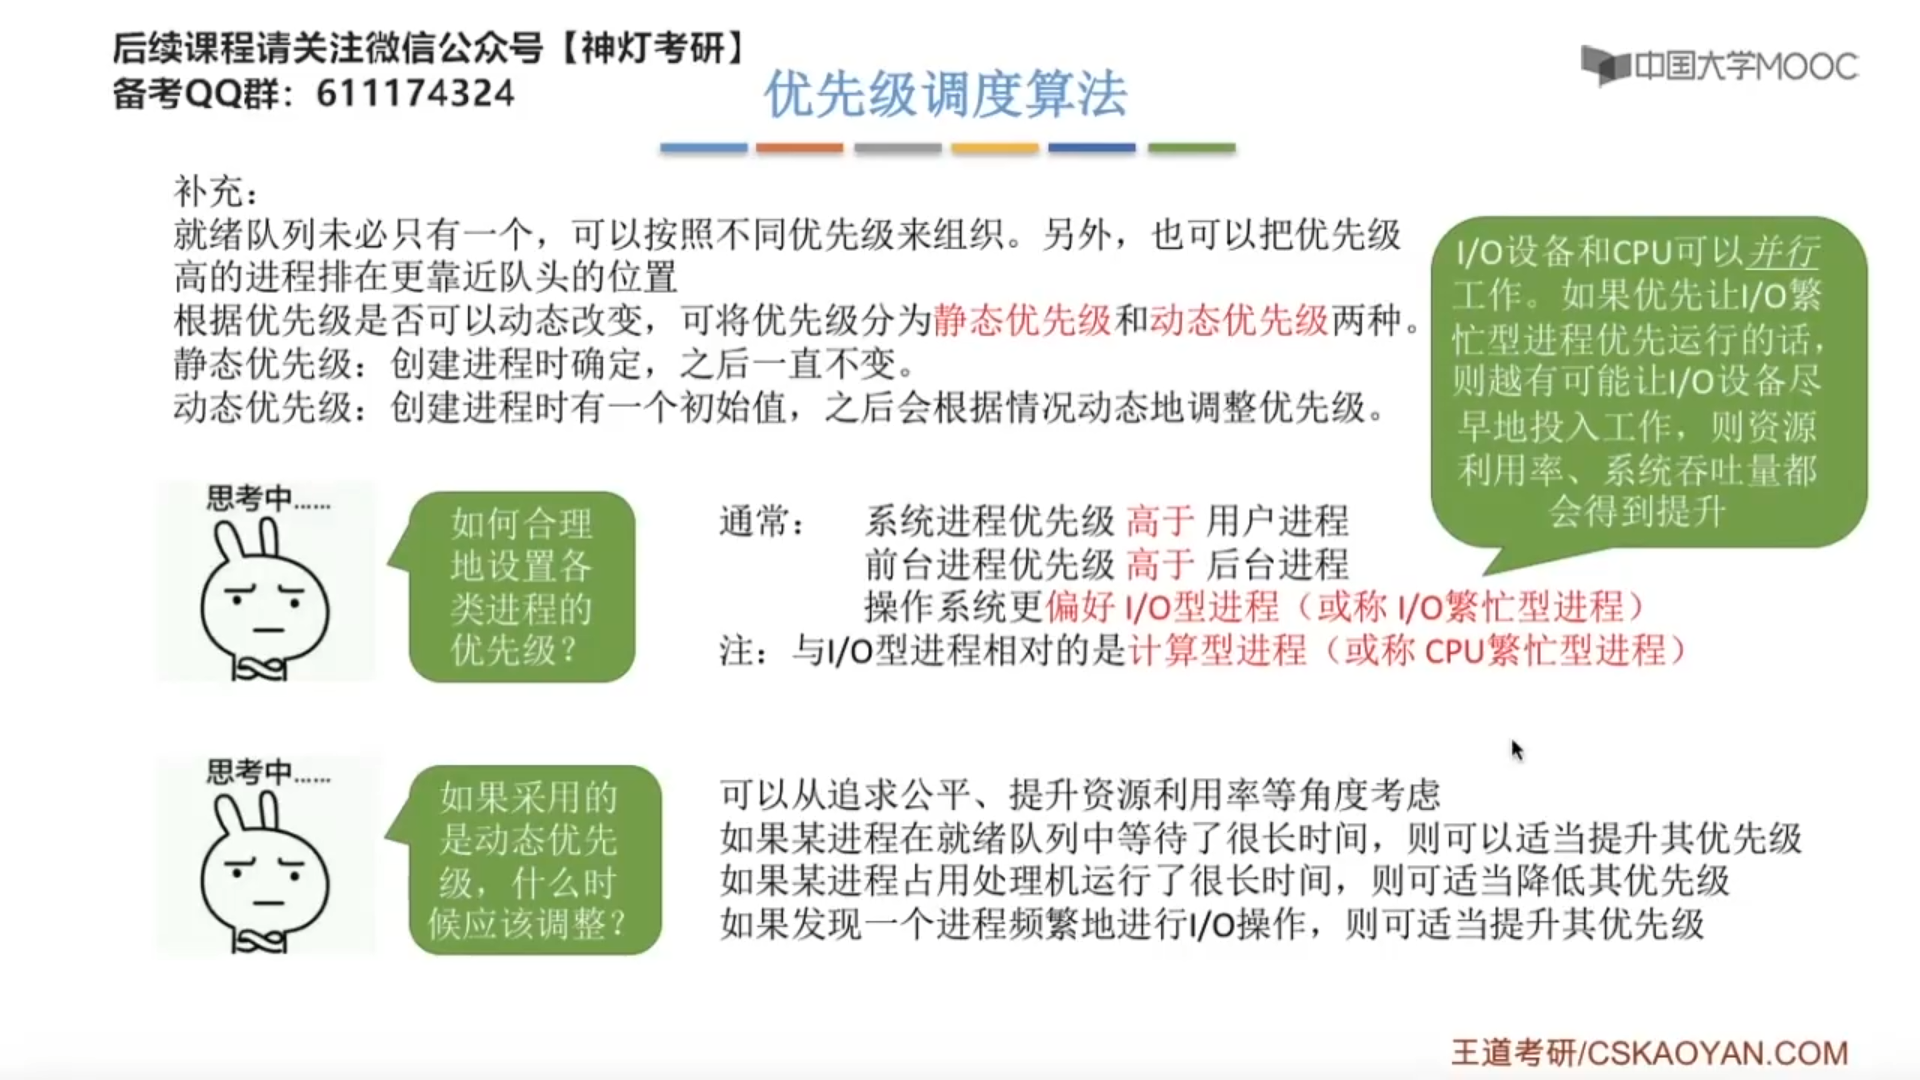 后续课程请关注微信公众号【神灯考研】
备考QQ群：611174324
中国大学MOOC
优先级调度算法
补充：
就绪队列未必只有一个，可以按照不同优先级来组织。另外，也可以把优先级
高的进程排在更靠近队头的位置
根据优先级是否可以动态改变，可将优先级分为静态优先级和动态优先级两种。
静态优先级：创建进程时确定，之后一直不变。
动态优先级：创建进程时有一个初始值，之后会根据情况动态地调整优先级。
I/O设备和CPU可以并行
工作。如果优先让I/O繁
忙型进程优先运行的话，
则越有可能让I/O设备尽
早地投入工作，则资源
利用率、系统吞吐量都
会得到提升
思考中......
如何合理
地设置各
类进程的
优先级？
通常： 系统进程优先级 高于 用户进程
前台进程优先级 高于 后台进程
操作系统更偏好 I/O型进程（或称 I/O繁忙型进程）
注：与I/O型进程相对的是计算型进程（或称 CPU繁忙型进程）
思考中......
如果采用的
是动态优先
级，什么时
候应该调整？
可以从追求公平、提升资源利用率等角度考虑
如果某进程在就绪队列中等待了很长时间，则可以适当提升其优先级
如果某进程占用处理机运行了很长时间，则可适当降低其优先级
如果发现一个进程频繁地进行I/O操作，则可适当提升其优先级
王道考研/CSKAOYAN.COM